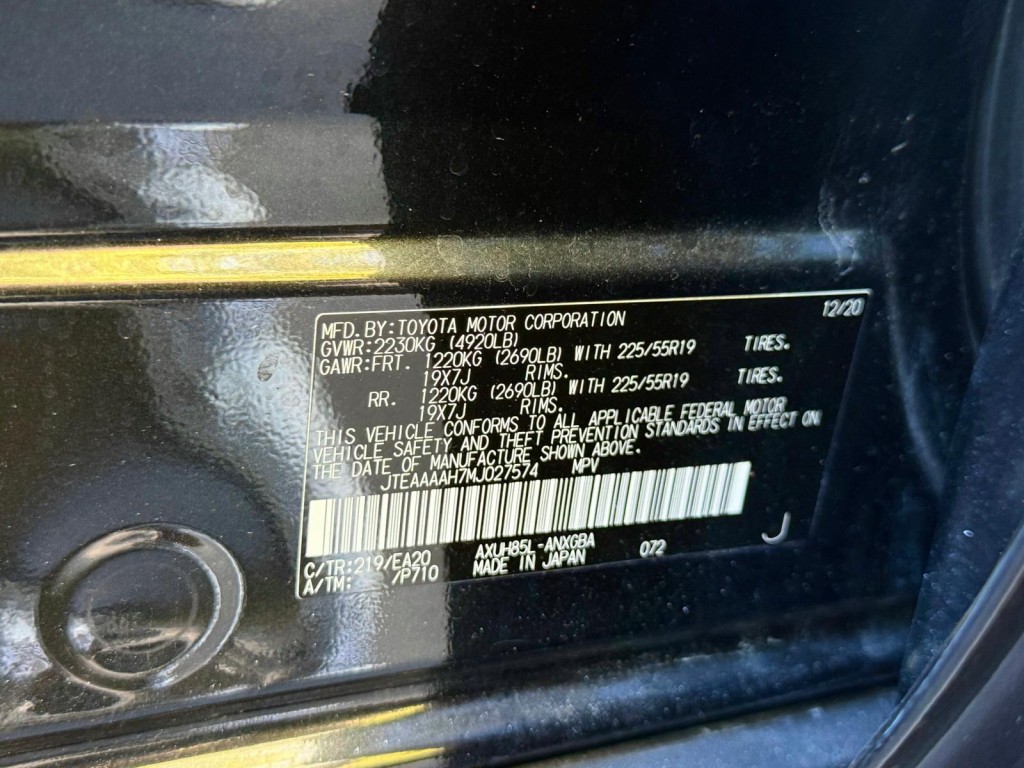 12/20
MFD. BY: TOYOTA MOTOR CORPORATION
GVWR: 2230KG (4920LB)
GAWR: FRT. 1220KG (2690LB) WITH 225/55R19 TIRES.
19X7J RIMS.
RR. 1220KG (2690LB) WITH 225/55R19 TIRES.
19X7J RIMS.
THIS VEHICLE CONFORMS TO ALL APPLICABLE FEDERAL MOTOR
VEHICLE SAFETY AND THEFT PREVENTION STANDARDS IN EFFECT ON
THE DATE OF MANUFACTURE SHOWN ABOVE.
JTEAAAAH7MJ027574 MPV
C/TR: 219/EA20 AXUH85L-ANXGBA 072 J
A/TM: /P710 MADE IN JAPAN